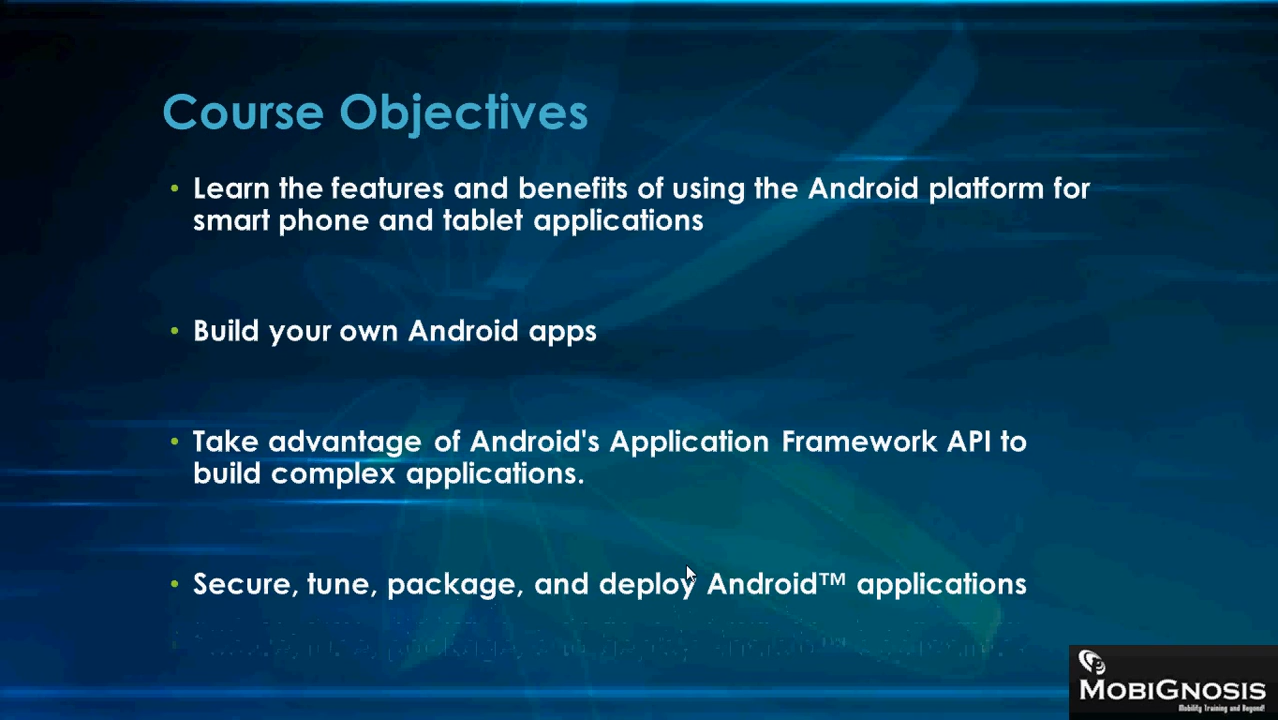 Course Objectives
• Learn the features and benefits of using the Android platform for
smart phone and tablet applications
• Build your own Android apps
• Take advantage of Android's Application Framework API to
build complex applications.
• Secure, tune, package, and deploy Android™ applications
MOBIGNOSIS
Mobility Training and Beyond!